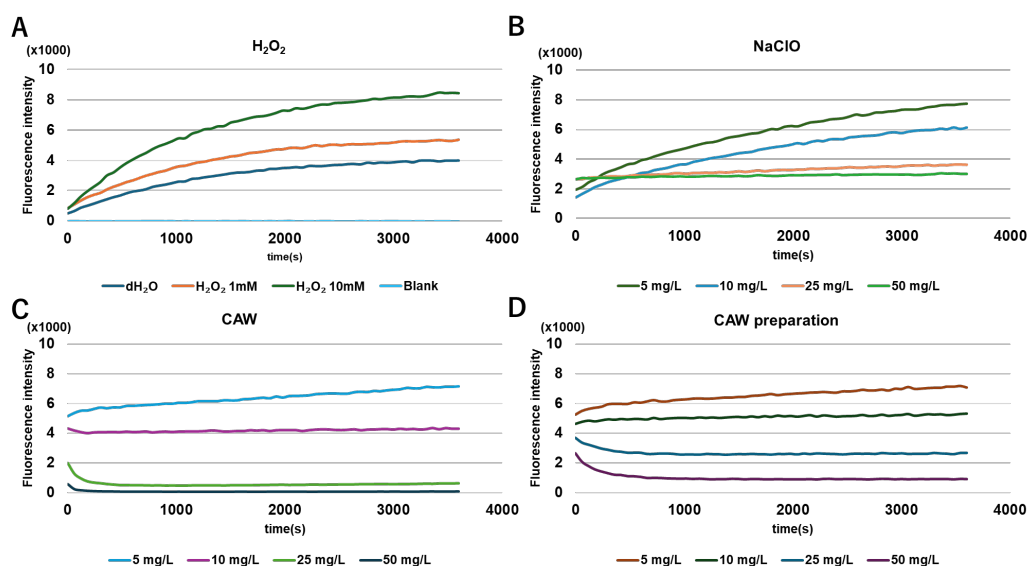 A
H₂O₂
(x1000)
Fluorescence intensity
10
8
6
4
2
0
0 1000 2000 3000 4000
time(s)
dH₂O H₂O₂ 1mM H₂O₂ 10mM Blank
B
NaClO
(x1000)
Fluorescence intensity
10
8
6
4
2
0
0 1000 2000 3000 4000
time(s)
5 mg/L 10 mg/L 25 mg/L 50 mg/L
C
CAW
(x1000)
Fluorescence intensity
10
8
6
4
2
0
0 1000 2000 3000 4000
time(s)
5 mg/L 10 mg/L 25 mg/L 50 mg/L
D
CAW preparation
(x1000)
Fluorescence intensity
10
8
6
4
2
0
0 1000 2000 3000 4000
time(s)
5 mg/L 10 mg/L 25 mg/L 50 mg/L